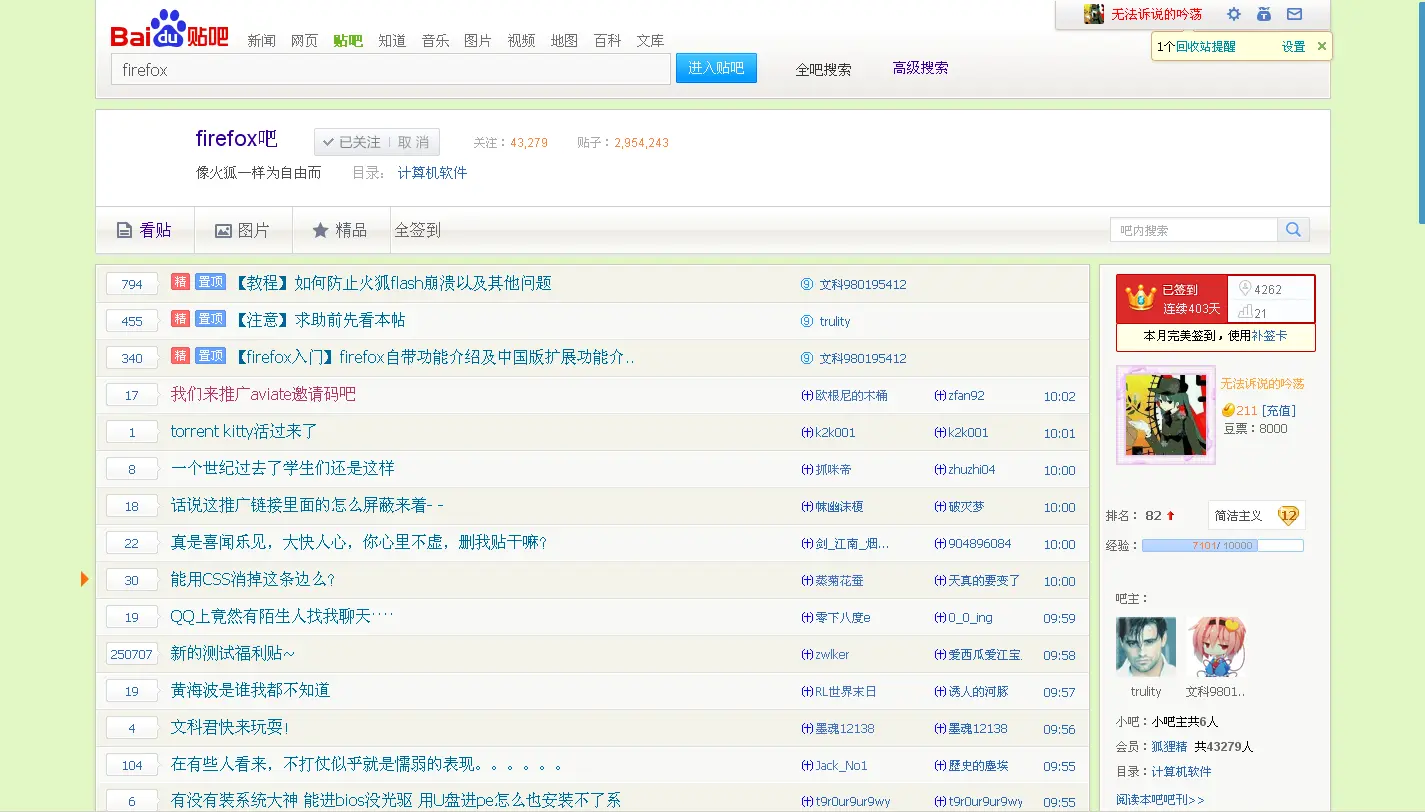 无法诉说的吟荡
Bai du 贴吧 新闻 网页 贴吧 知道 音乐 图片 视频 地图 百科 文库
1个回收站提醒 设置 ×
firefox 进入贴吧 全吧搜索 高级搜索
firefox吧 已关注 取消 关注：43,279 贴子：2,954,243
像火狐一样为自由而 目录： 计算机软件
看贴 图片 精品 全签到 吧内搜索
794 精 置顶 【教程】如何防止火狐flash崩溃以及其他问题 文科980195412
455 精 置顶 【注意】求助前先看本帖 trulity
340 精 置顶 【firefox入门】firefox自带功能介绍及中国版扩展功能介.. 文科980195412
17 我们来推广aviate邀请码吧 欧根尼的木桶 zfan92 10:02
1 torrent kitty活过来了 k2k001 k2k001 10:01
8 一个世纪过去了学生们还是这样 抓咪帝 zhuzhi04 10:00
18 话说这推广链接里面的怎么屏蔽来着- - 破灭梦 10:00
22 真是喜闻乐见，大快人心，你心里不虚，删我贴干嘛？ 剑_江南_烟... 904896084 10:00
30 能用CSS消掉这条边么？ 蒸菊花蚕 天真的要变了 10:00
19 QQ上竟然有陌生人找我聊天···· 零下八度e 0_0_ing 09:59
250707 新的测试福利贴~ zwlker 爱西瓜爱江宝. 09:58
19 黄海波是谁我都不知道 RL世界末日 诱人的河豚 09:57
4 文科君快来玩耍！ 墨魂12138 墨魂12138 09:56
104 在有些人看来，不打仗似乎就是懦弱的表现。。。。。。 Jack_No1 歷史的塵埃 09:55
6 有没有装系统大神 能进bios没光驱 用U盘进pe怎么也安装不了系 t9r0ur9ur9wy t9r0ur9ur9wy 09:55
已签到 4262
连续403天 21
本月完美签到，使用补签卡
无法诉说的吟荡
211 [充值]
豆票：8000
排名： 82 简洁主义 12
经验： 7101/ 10000
吧主：
trulity 文科9801..
小吧：小吧主共6人
会员：狐狸精 共43279人
目录：计算机软件
阅读本吧吧刊>>